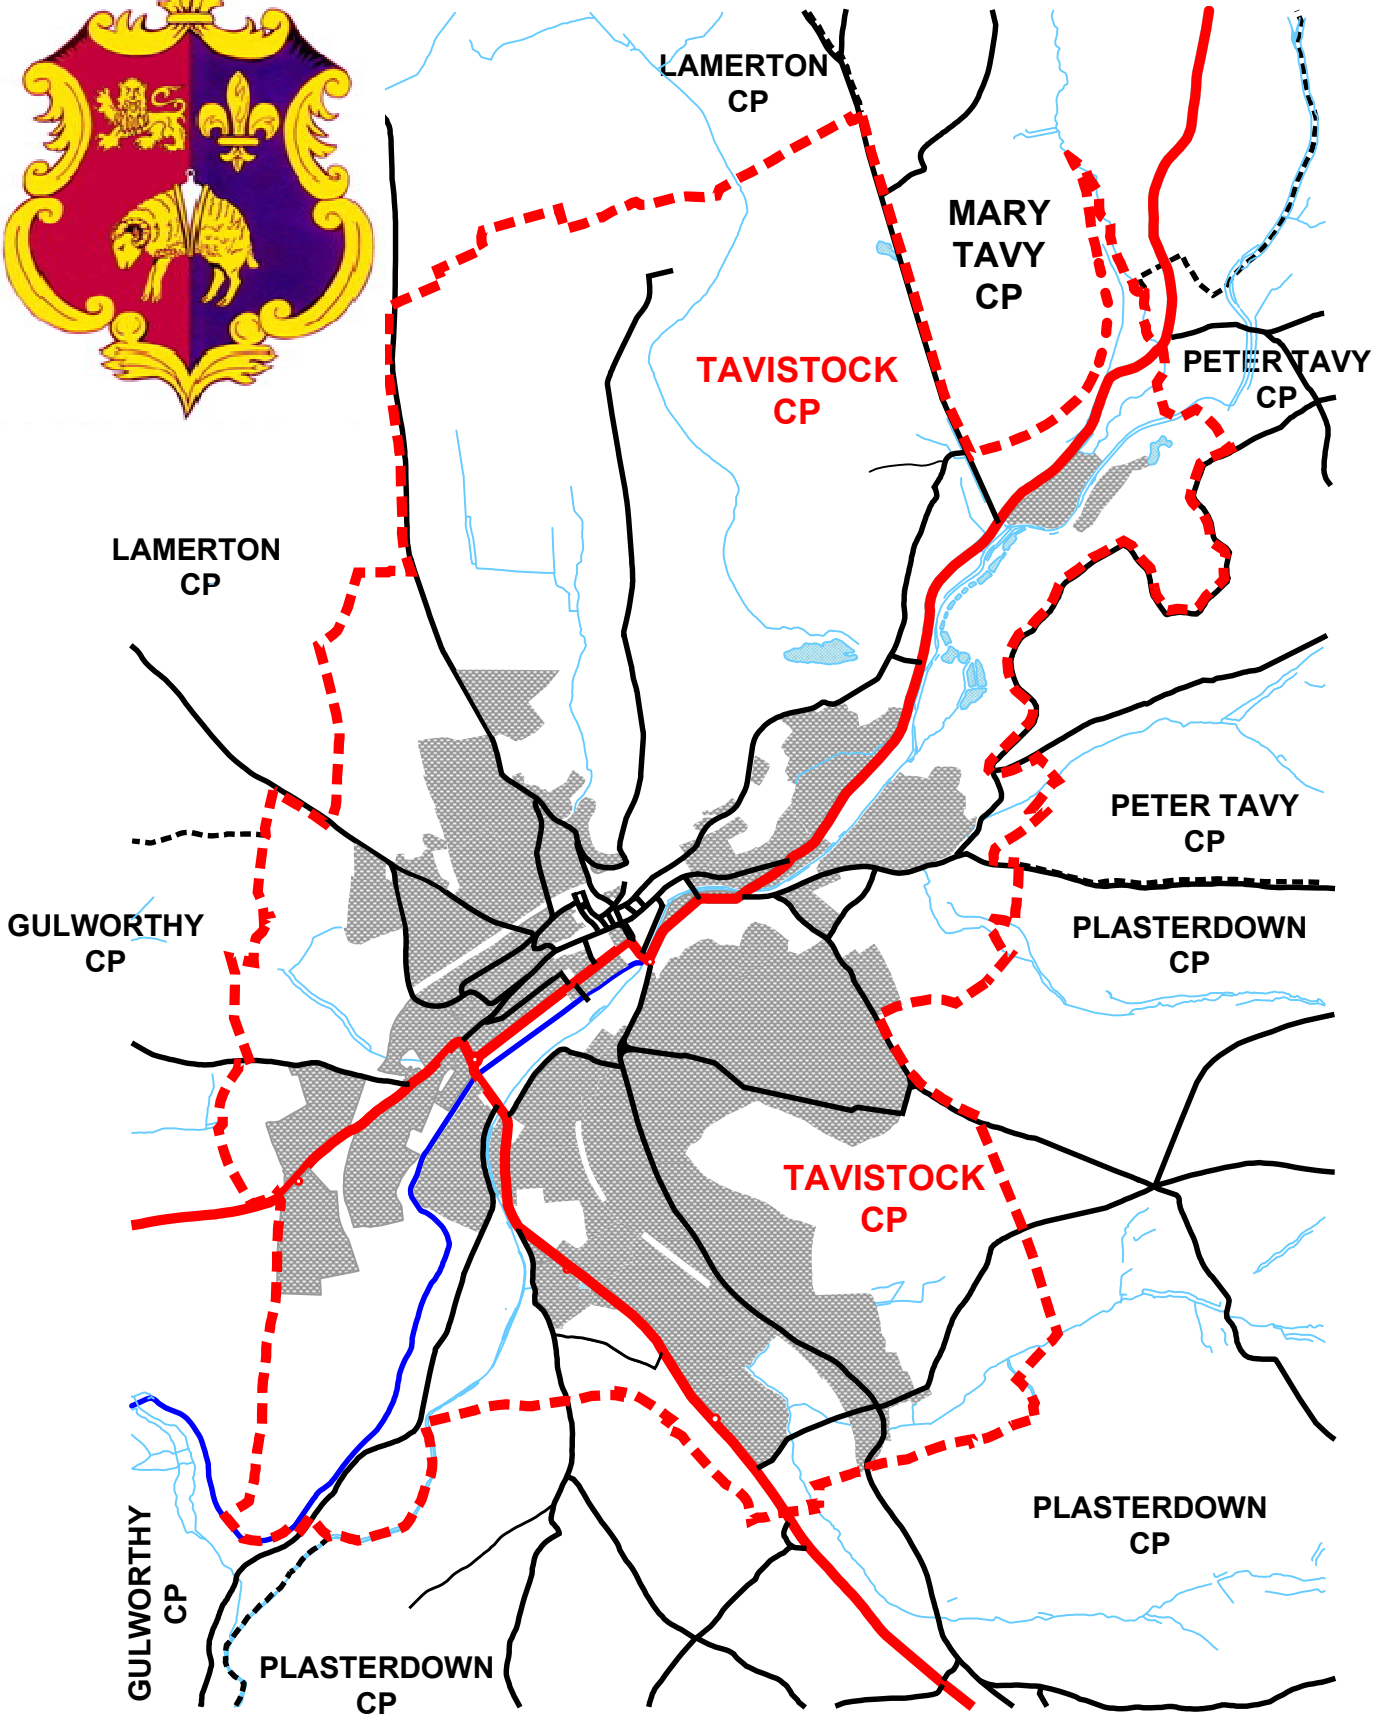 LAMERTON
CP
MARY
TAVY
CP
TAVISTOCK
CP
PETER TAVY
CP
LAMERTON
CP
PETER TAVY
CP
GULWORTHY
CP
PLASTERDOWN
CP
TAVISTOCK
CP
PLASTERDOWN
CP
GULWORTHY
CP
PLASTERDOWN
CP